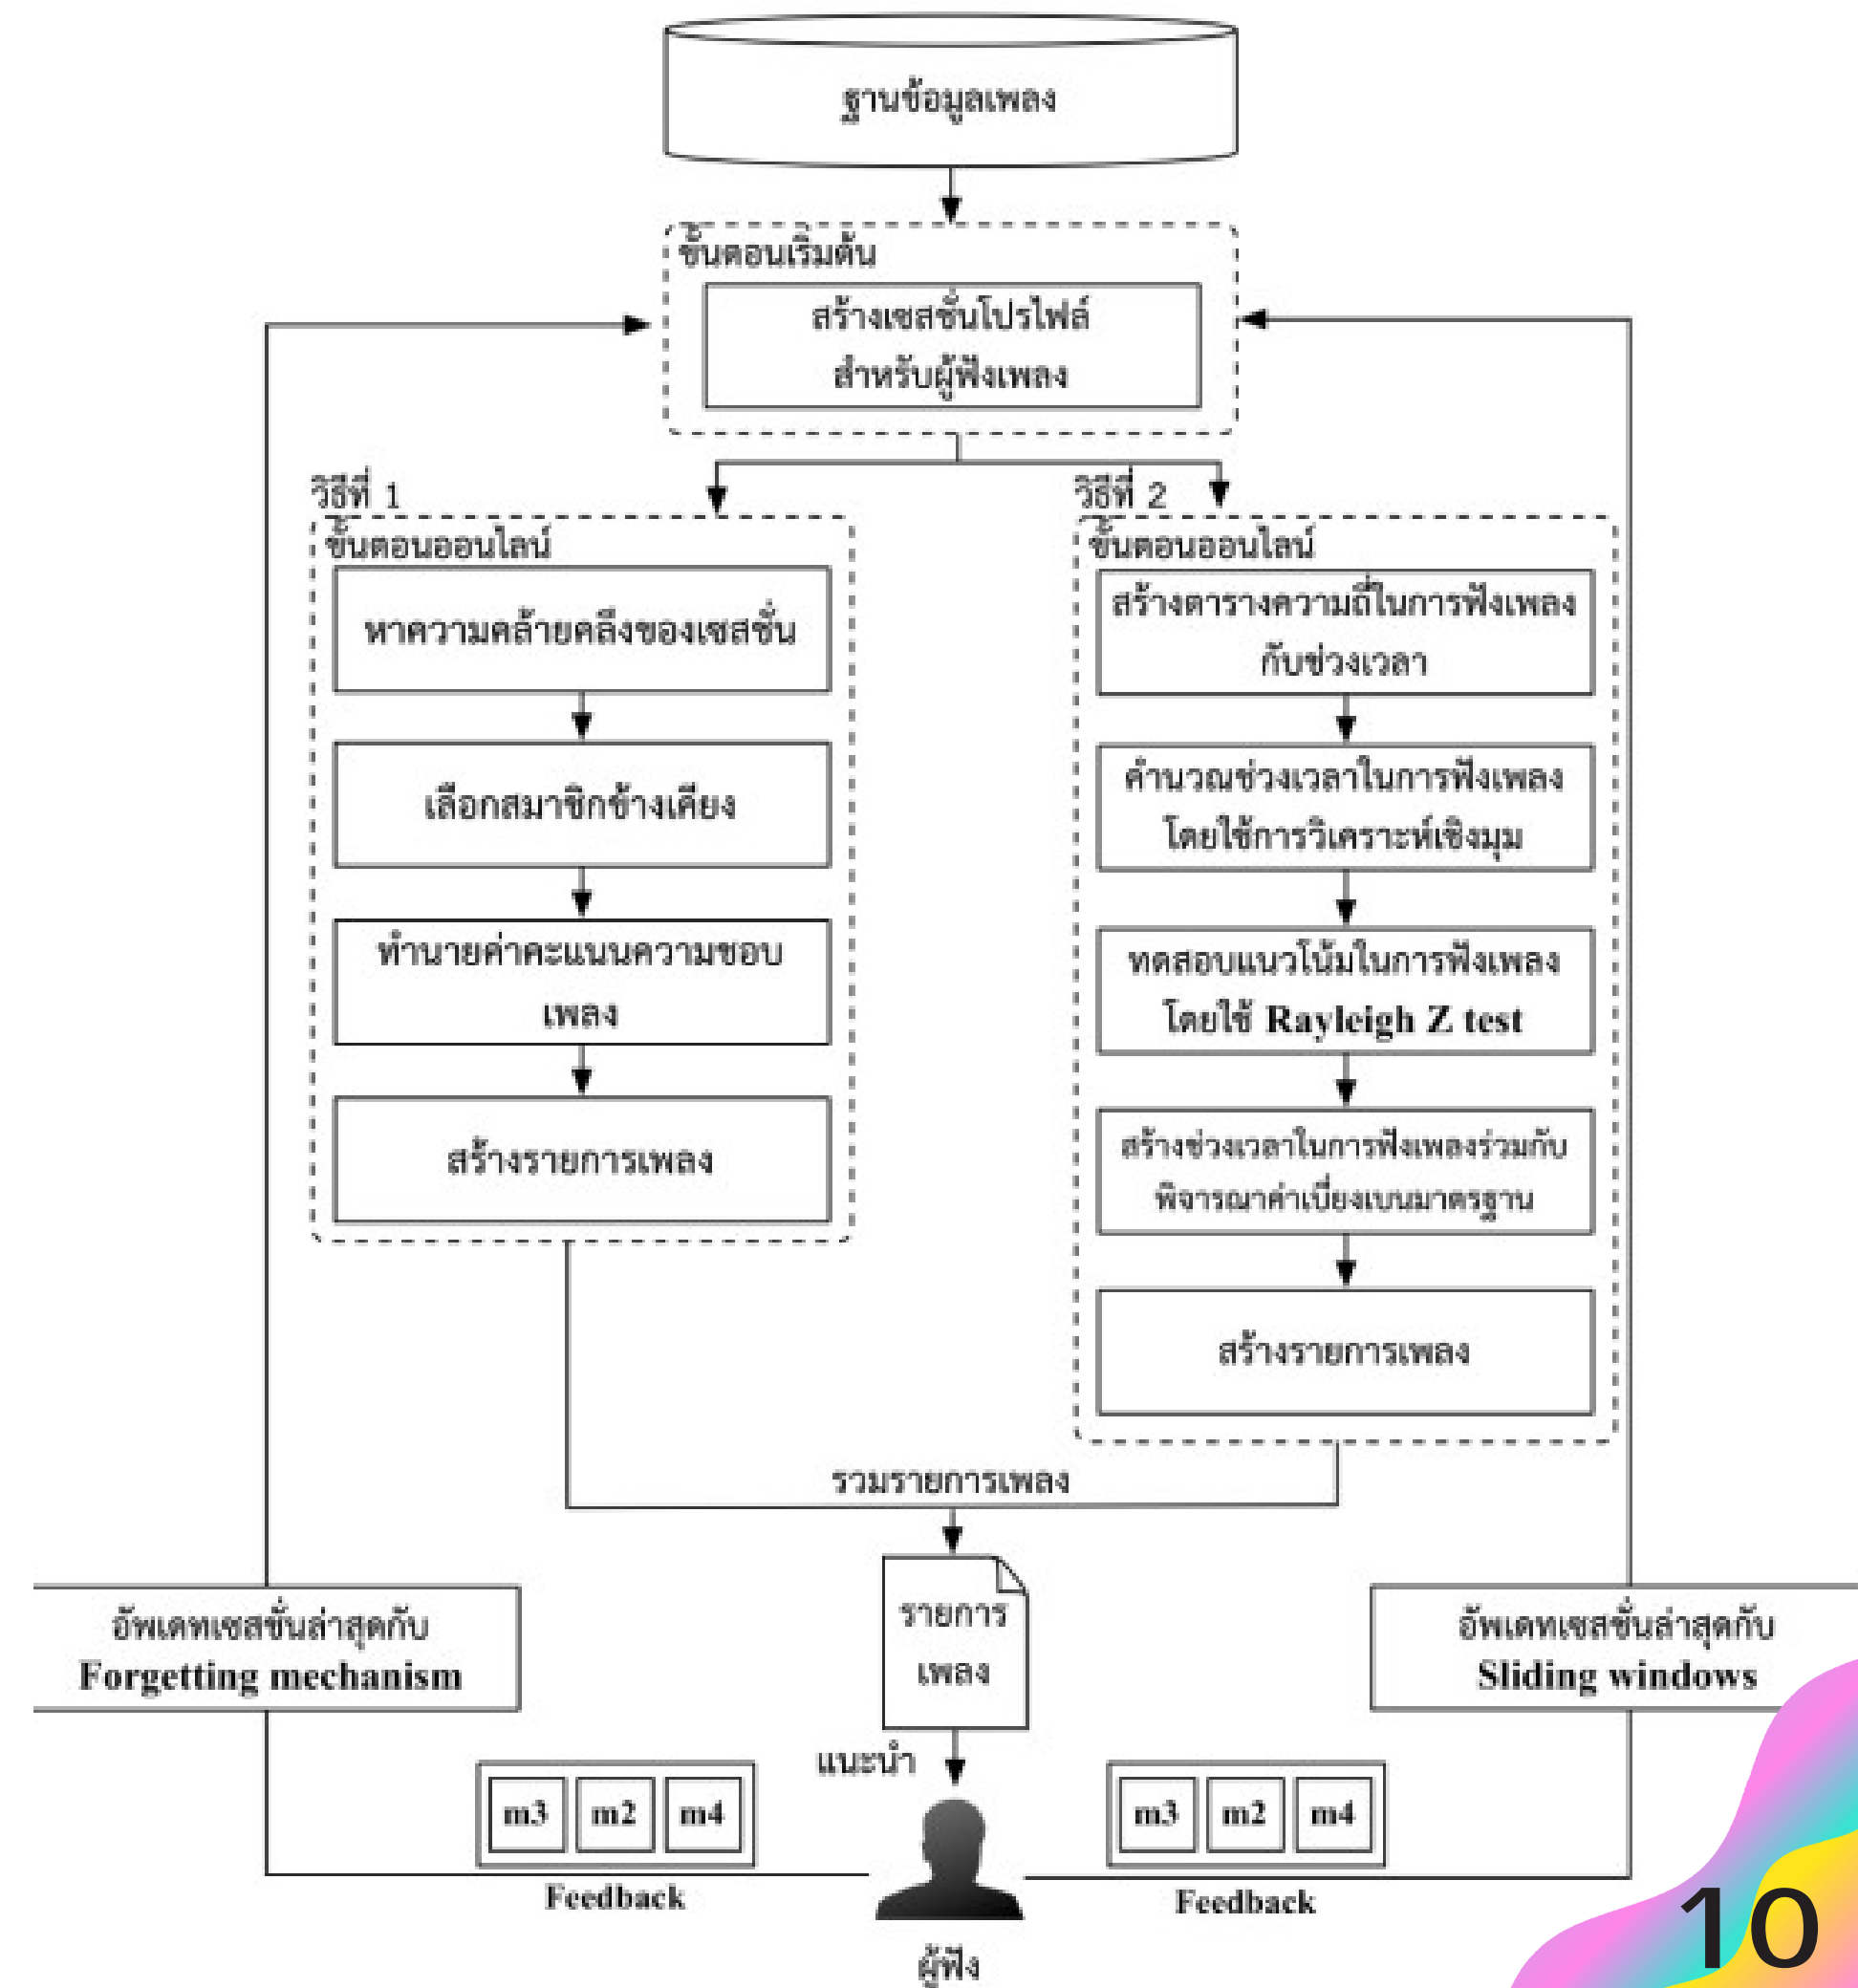 ฐานข้อมูลเพลง
ขั้นตอนเริ่มต้น
สร้างเซสชั่นโปรไฟล์
สำหรับผู้ฟังเพลง
วิธีที่ 1
ขั้นตอนออนไลน์
หาความคล้ายคลึงของเซสชั่น
เลือกสมาชิกข้างเคียง
ทำนายค่าคะแนนความชอบ
เพลง
สร้างรายการเพลง
วิธีที่ 2
ขั้นตอนออนไลน์
สร้างตารางความถี่ในการฟังเพลง
กับช่วงเวลา
คำนวณช่วงเวลาในการฟังเพลง
โดยใช้การวิเคราะห์เชิงมุม
ทดสอบแนวโน้มในการฟังเพลง
โดยใช้ Rayleigh Z test
สร้างช่วงเวลาในการฟังเพลงร่วมกับ
พิจารณาค่าเบี่ยงเบนมาตรฐาน
สร้างรายการเพลง
รวมรายการเพลง
รายการ
เพลง
อัพเดทเซสชั่นล่าสุดกับ
Forgetting mechanism
อัพเดทเซสชั่นล่าสุดกับ
Sliding windows
แนะนำ
m3 m2 m4
Feedback
m3 m2 m4
Feedback
ผู้ฟัง
10